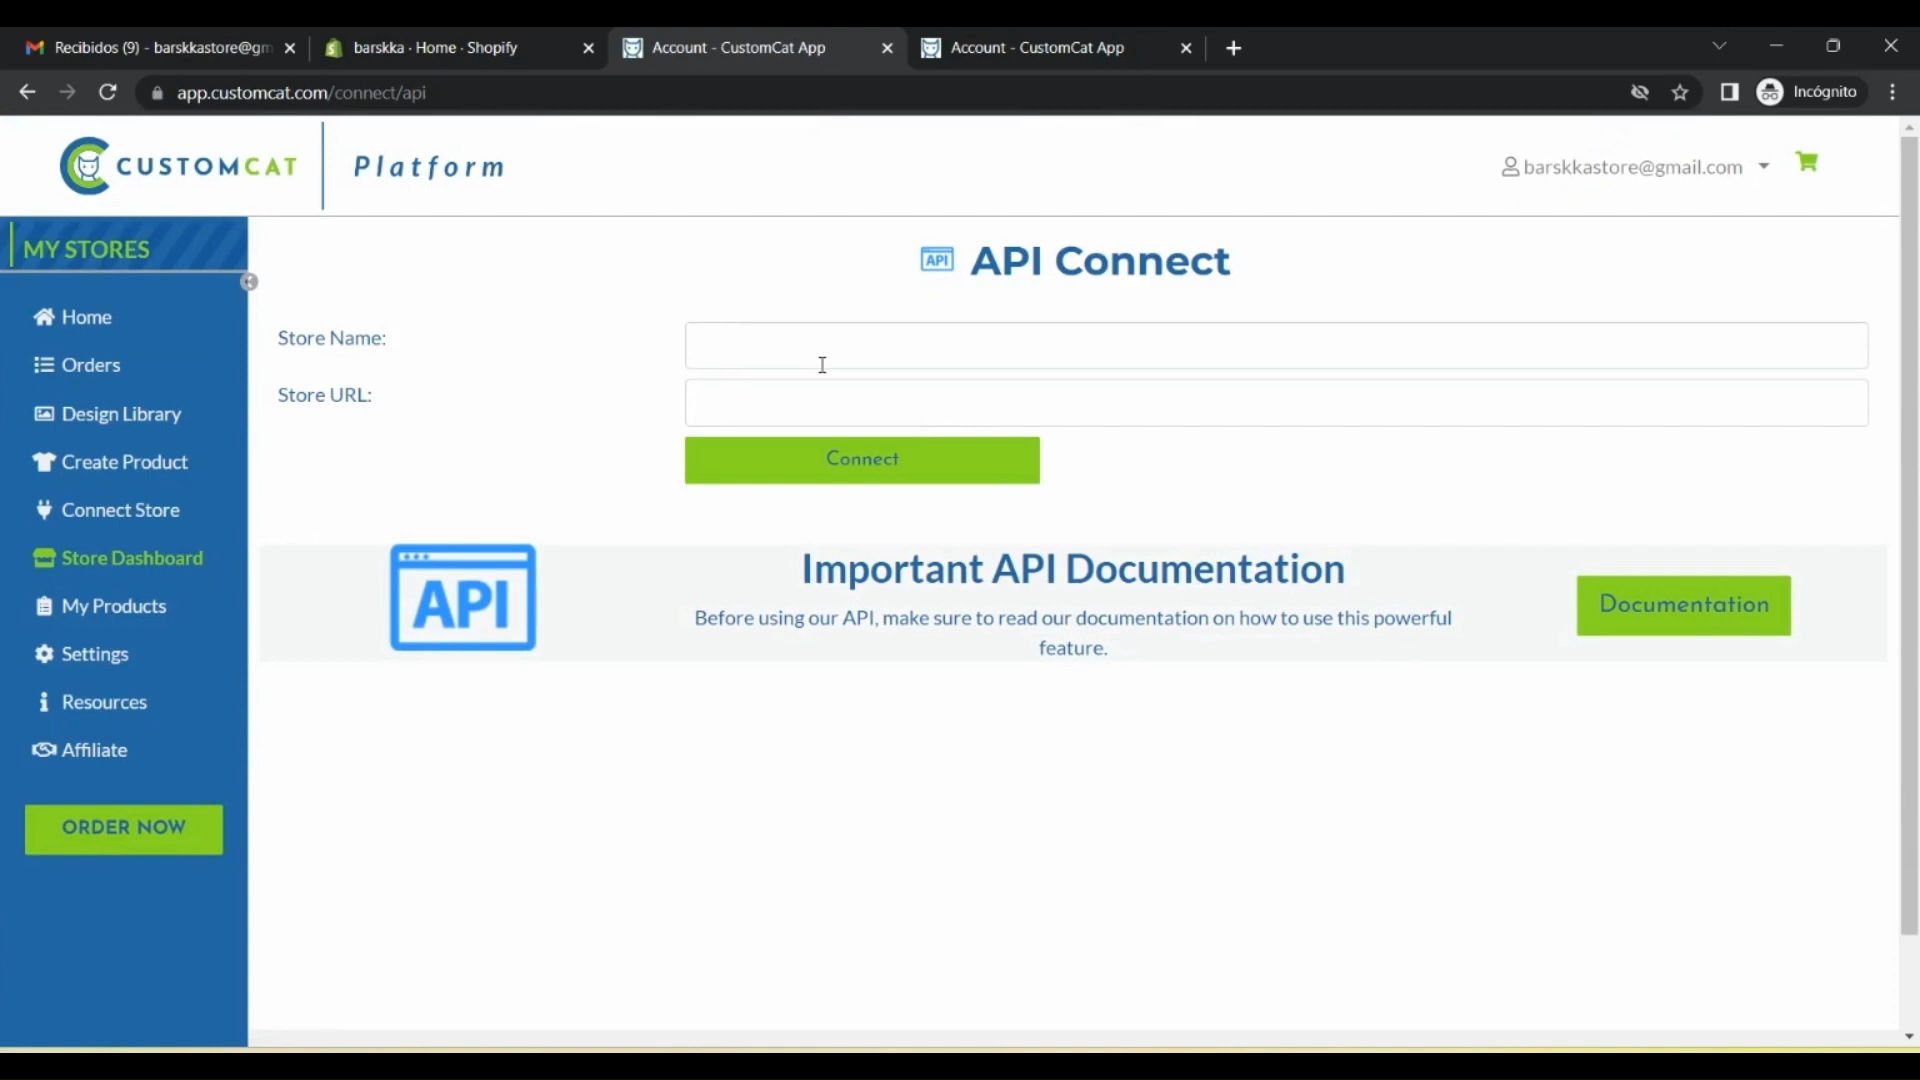 Recibidos (9) - barskkastore@gm
barskka · Home · Shopify
Account - CustomCat App
Account - CustomCat App
app.customcat.com/connect/api
Incógnito
CUSTOMCAT
Platform
barskkastore@gmail.com
MY STORES
Home
Orders
Design Library
Create Product
Connect Store
Store Dashboard
My Products
Settings
Resources
Affiliate
ORDER NOW
API API Connect
Store Name:
Store URL:
Connect
API
Important API Documentation
Before using our API, make sure to read our documentation on how to use this powerful
feature.
Documentation